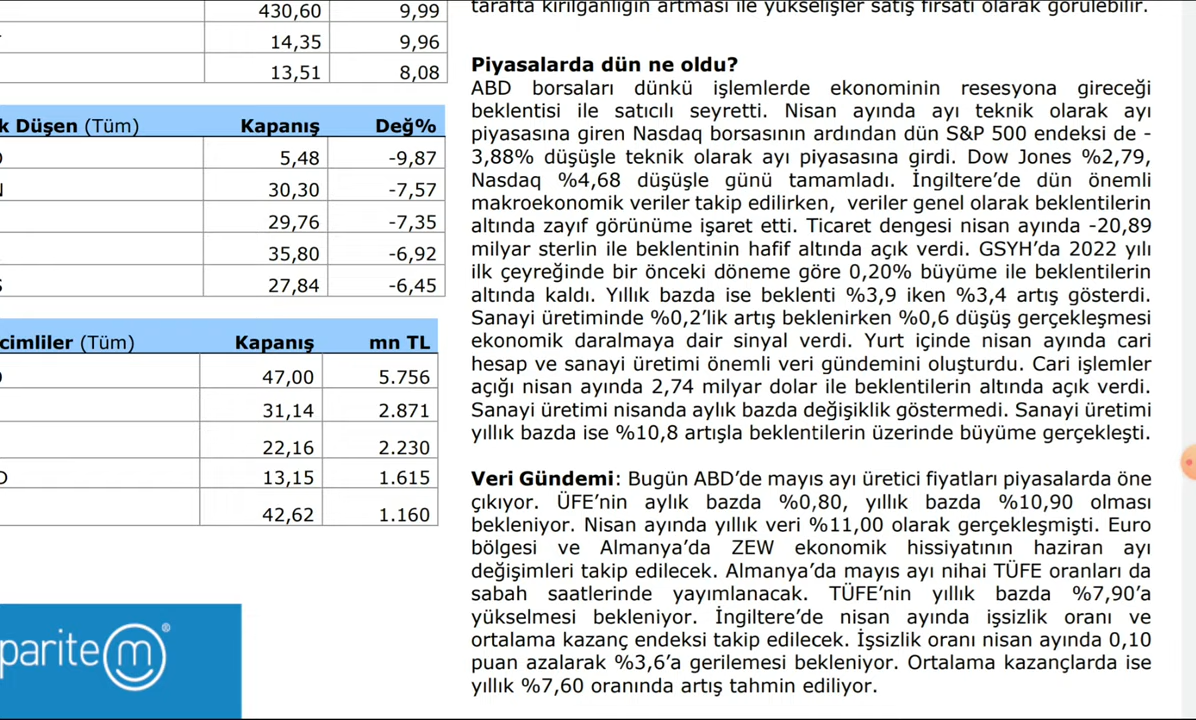 430,60 9,99
14,35 9,96
13,51 8,08
k Düşen (Tüm) Kapanış Değ%
5,48 -9,87
30,30 -7,57
29,76 -7,35
35,80 -6,92
27,84 -6,45
cimliler (Tüm) Kapanış mn TL
47,00 5.756
31,14 2.871
22,16 2.230
13,15 1.615
42,62 1.160
parite m®
tarafta kırılganlığın artması ile yükselişler satış fırsatı olarak görülebilir.
Piyasalarda dün ne oldu?
ABD borsaları dünkü işlemlerde ekonominin resesyona gireceği
beklentisi ile satıcılı seyretti. Nisan ayında ayı teknik olarak ayı
piyasasına giren Nasdaq borsasının ardından dün S&P 500 endeksi de -
3,88% düşüşle teknik olarak ayı piyasasına girdi. Dow Jones %2,79,
Nasdaq %4,68 düşüşle günü tamamladı. İngiltere’de dün önemli
makroekonomik veriler takip edilirken, veriler genel olarak beklentilerin
altında zayıf görünüme işaret etti. Ticaret dengesi nisan ayında -20,89
milyar sterlin ile beklentinin hafif altında açık verdi. GSYH’da 2022 yılı
ilk çeyreğinde bir önceki döneme göre 0,20% büyüme ile beklentilerin
altında kaldı. Yıllık bazda ise beklenti %3,9 iken %3,4 artış gösterdi.
Sanayi üretiminde %0,2’lik artış beklenirken %0,6 düşüş gerçekleşmesi
ekonomik daralmaya dair sinyal verdi. Yurt içinde nisan ayında cari
hesap ve sanayi üretimi önemli veri gündemini oluşturdu. Cari işlemler
açığı nisan ayında 2,74 milyar dolar ile beklentilerin altında açık verdi.
Sanayi üretimi nisanda aylık bazda değişiklik göstermedi. Sanayi üretimi
yıllık bazda ise %10,8 artışla beklentilerin üzerinde büyüme gerçekleşti.
Veri Gündemi: Bugün ABD’de mayıs ayı üretici fiyatları piyasalarda öne
çıkıyor. ÜFE’nin aylık bazda %0,80, yıllık bazda %10,90 olması
bekleniyor. Nisan ayında yıllık veri %11,00 olarak gerçekleşmişti. Euro
bölgesi ve Almanya’da ZEW ekonomik hissiyatının haziran ayı
değişimleri takip edilecek. Almanya’da mayıs ayı nihai TÜFE oranları da
sabah saatlerinde yayımlanacak. TÜFE’nin yıllık bazda %7,90’a
yükselmesi bekleniyor. İngiltere’de nisan ayında işsizlik oranı ve
ortalama kazanç endeksi takip edilecek. İşsizlik oranı nisan ayında 0,10
puan azalarak %3,6’a gerilemesi bekleniyor. Ortalama kazançlarda ise
yıllık %7,60 oranında artış tahmin ediliyor.